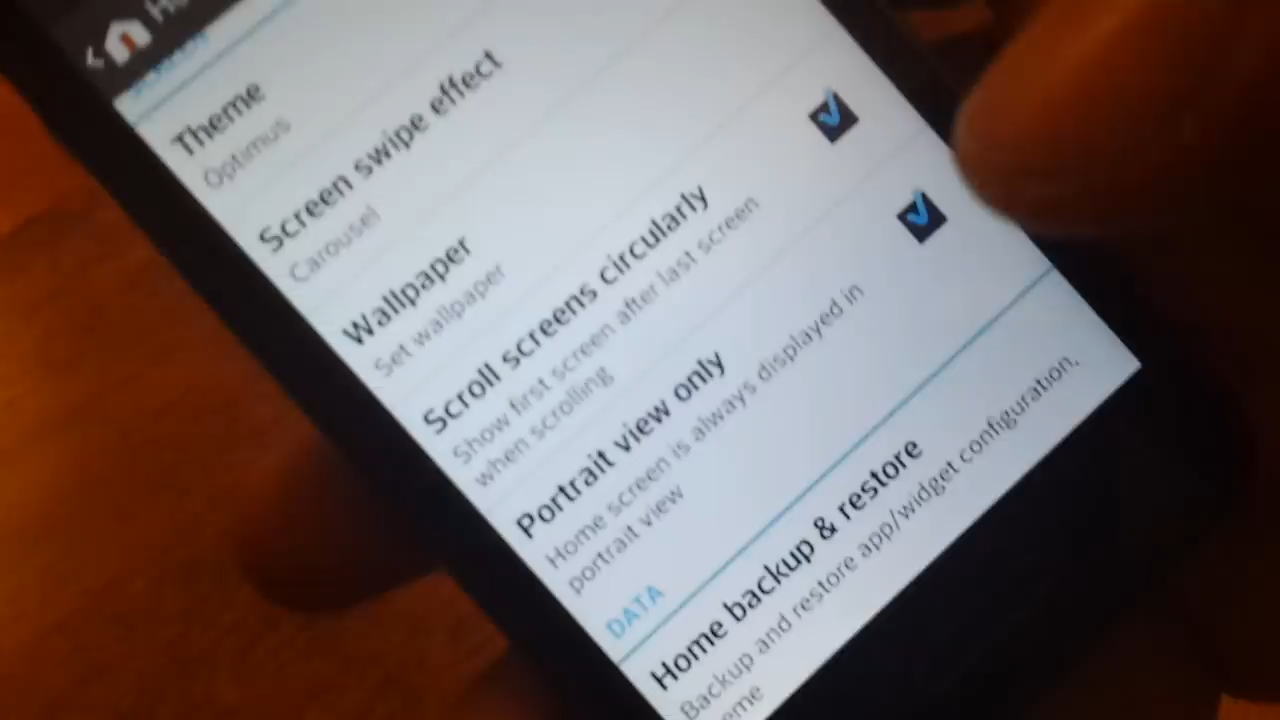 Theme
Optimus
Screen swipe effect
Carousel
Wallpaper
Set wallpaper
Scroll screens circularly
Show first screen after last screen
when scrolling
Portrait view only
Home screen is always displayed in
portrait view
DATA
Home backup & restore
Backup and restore app/widget configuration,